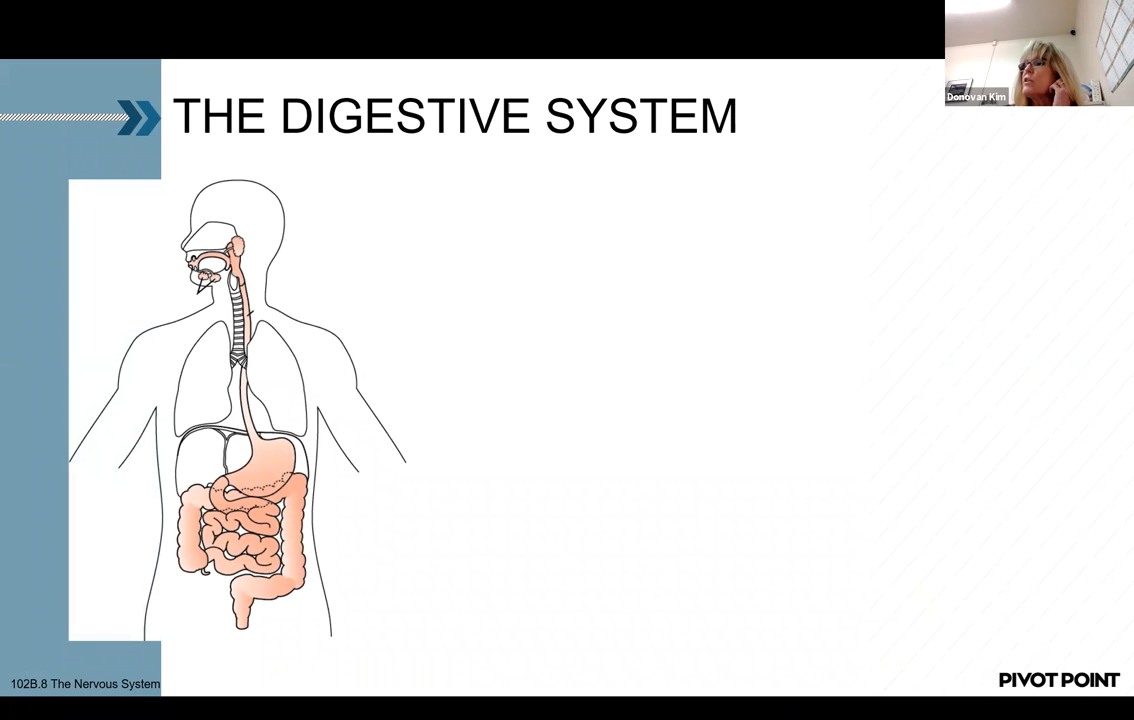 Donovan Kim
THE DIGESTIVE SYSTEM
102B.8 The Nervous System
PIVOT POINT